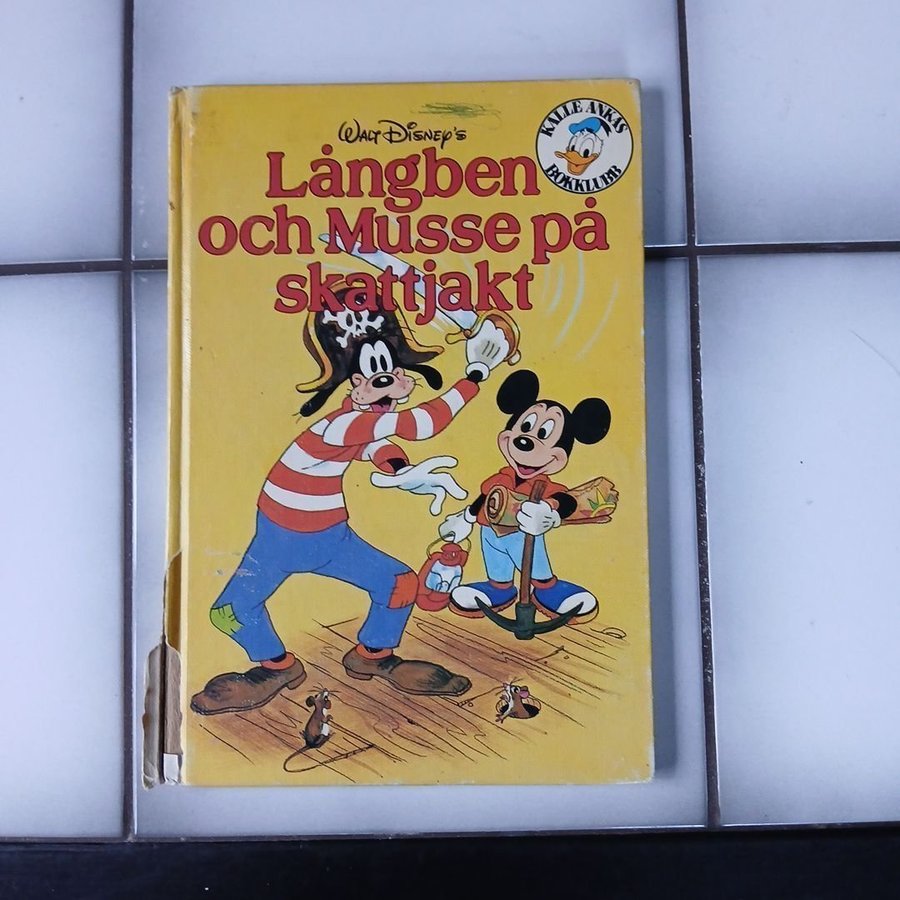 WALT DISNEY'S
KALLE ANKAS
BOKKLUBB
Långben
och Musse på
skattjakt